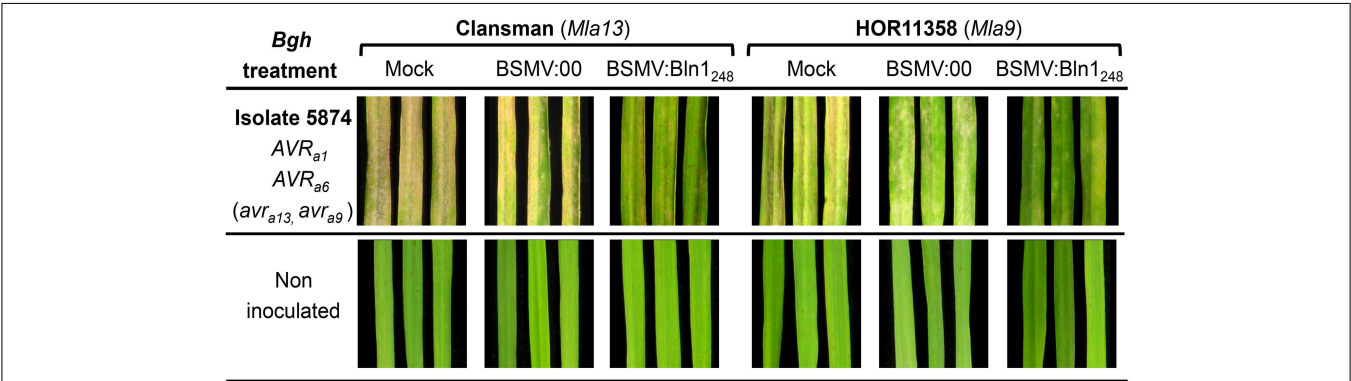 Bgh treatment
Clansman (Mla13)
HOR11358 (Mla9)
Mock
BSMV:00
BSMV:Bln1248
Mock
BSMV:00
BSMV:Bln1248
Isolate 5874
AVRa1
AVRa6
(avra13, avra9)
Non
inoculated